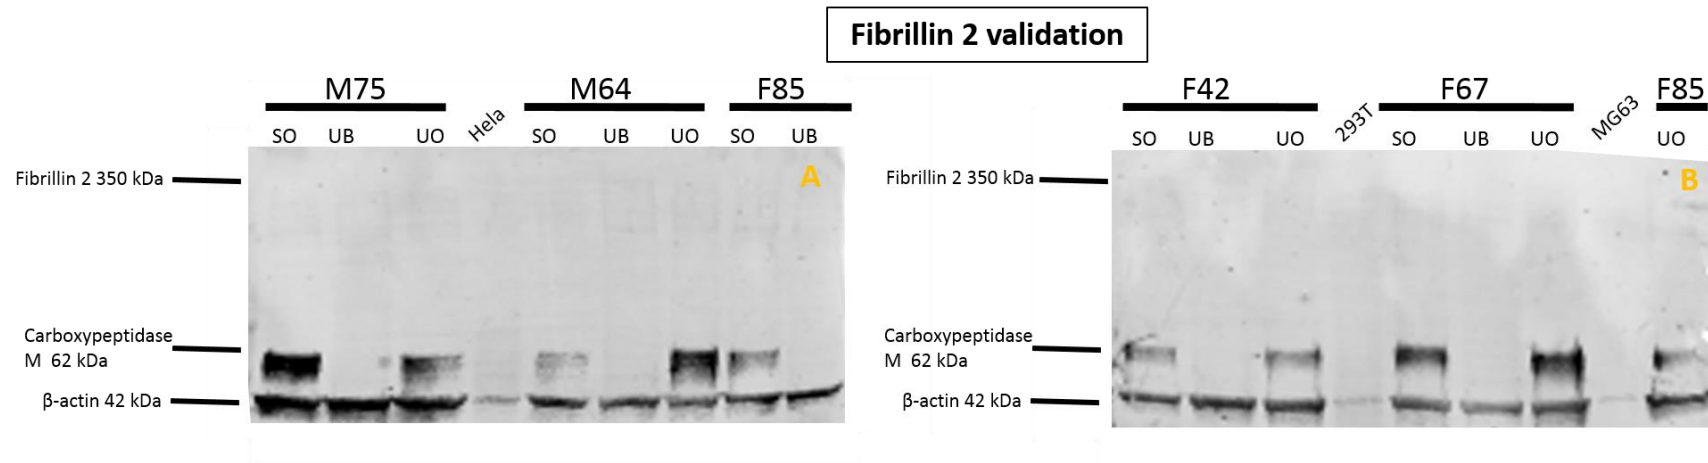 Fibrillin 2 validation
M75 M64 F85
SO UB UO Hela SO UB UO SO UB
Fibrillin 2 350 kDa
A
Carboxypeptidase
M 62 kDa
β-actin 42 kDa
F42 F67 F85
SO UB UO 293T SO UB UO MG63 UO
Fibrillin 2 350 kDa
B
Carboxypeptidase
M 62 kDa
β-actin 42 kDa